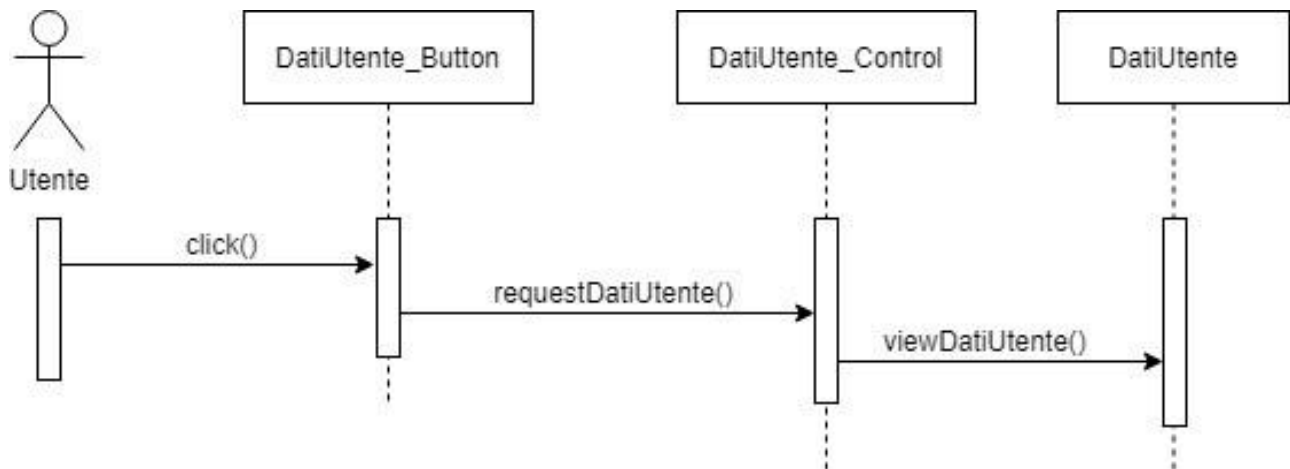 DatiUtente_Button
DatiUtente_Control
DatiUtente
Utente
click()
requestDatiUtente()
viewDatiUtente()